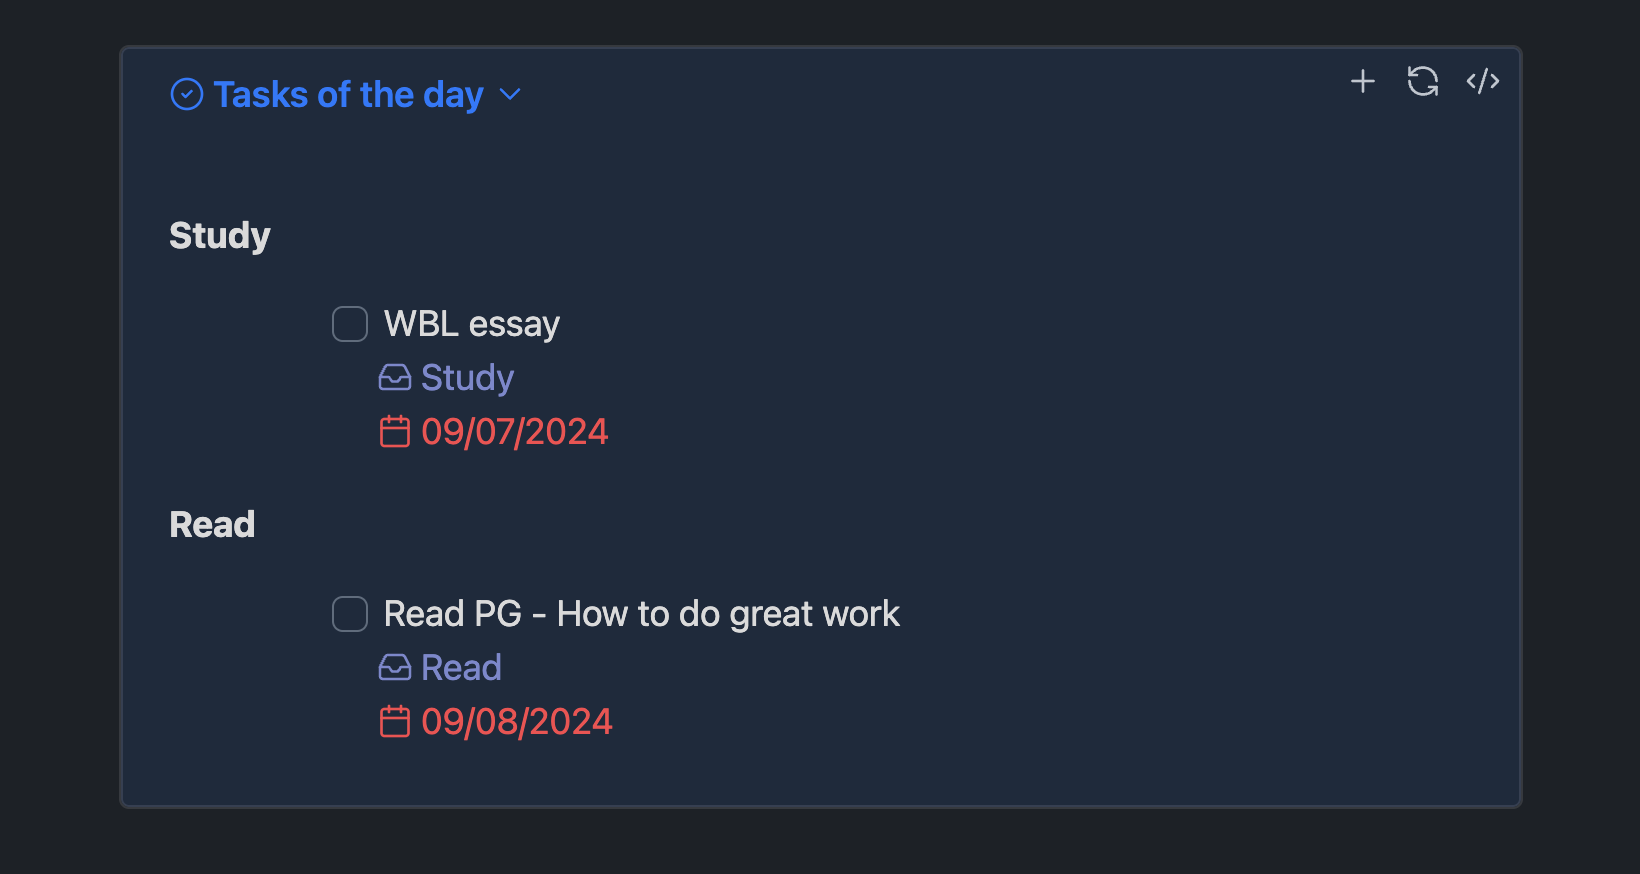 Tasks of the day
Study
WBL essay
Study
09/07/2024
Read
Read PG - How to do great work
Read
09/08/2024